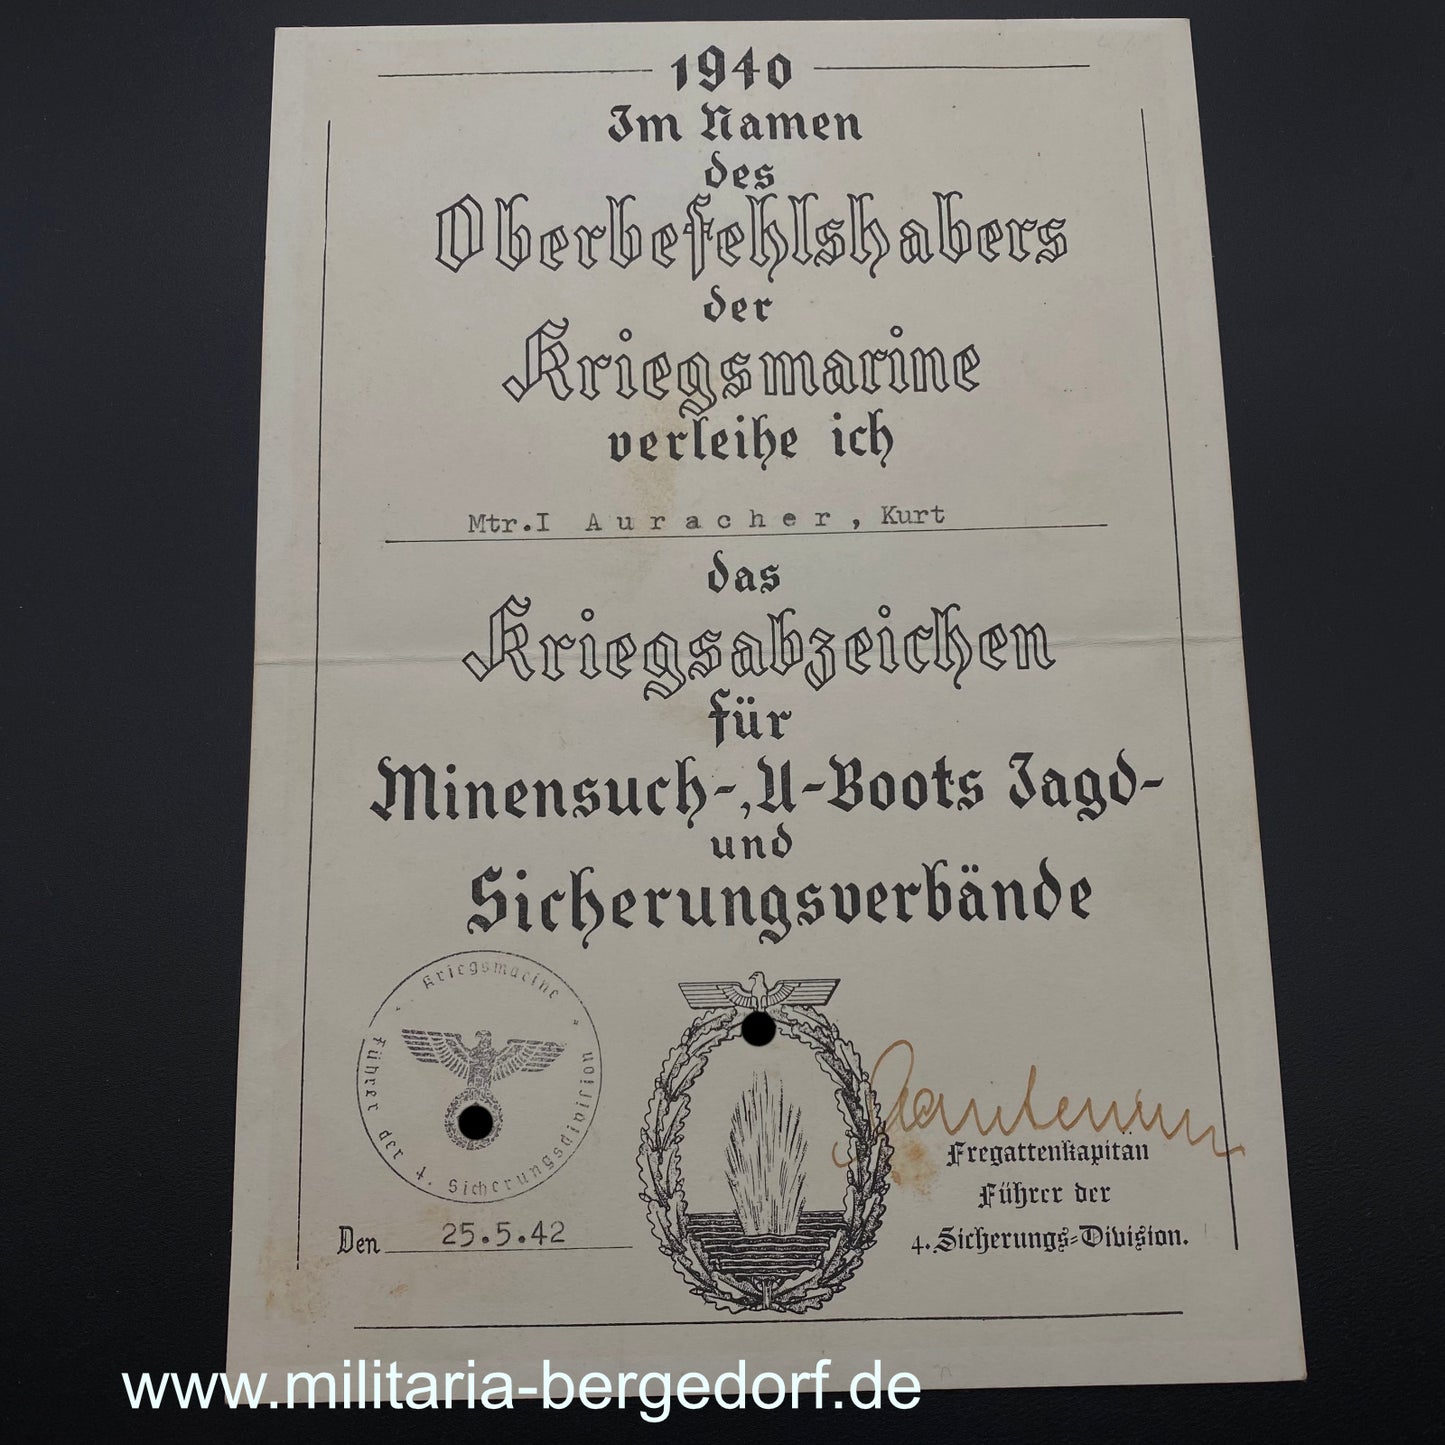 1940
Im Namen
des
Oberbefehlshabers
der
Kriegsmarine
verleihe ich
Mtr.I Auracher, Kurt
das
Kriegsabzeichen
für
Minensuch-, U-Boots Jagd-
und
Sicherungsverbände
Kriegsmarine
Führer der 4. Sicherungsdivision
Fregattenkapitän
Führer der
4. Sicherungs=Division.
Den 25.5.42
www.militaria-bergedorf.de